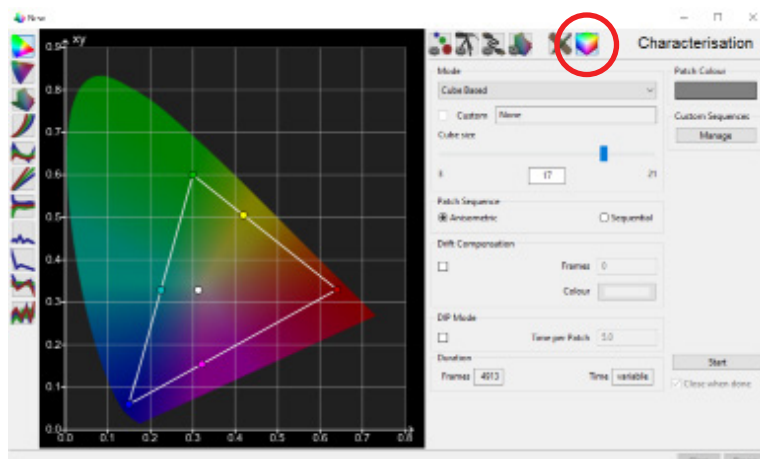 New
xy
0.9
0.8
0.7
0.6
0.5
0.4
0.3
0.2
0.1
0.0
0.0 0.1 0.2 0.3 0.4 0.5 0.6 0.7 0.8
Characterisation
Mode
Cube Based
Custom None
Cube size
17 21
Patch Sequence
Anisometric Sequential
Drift Compensation
Frames 0
Colour
DIP Mode
Time per Patch 5.0
Duration
Frames 4913 Time variable
Patch Colour
Custom Sequences
Manage
Start
Close when done